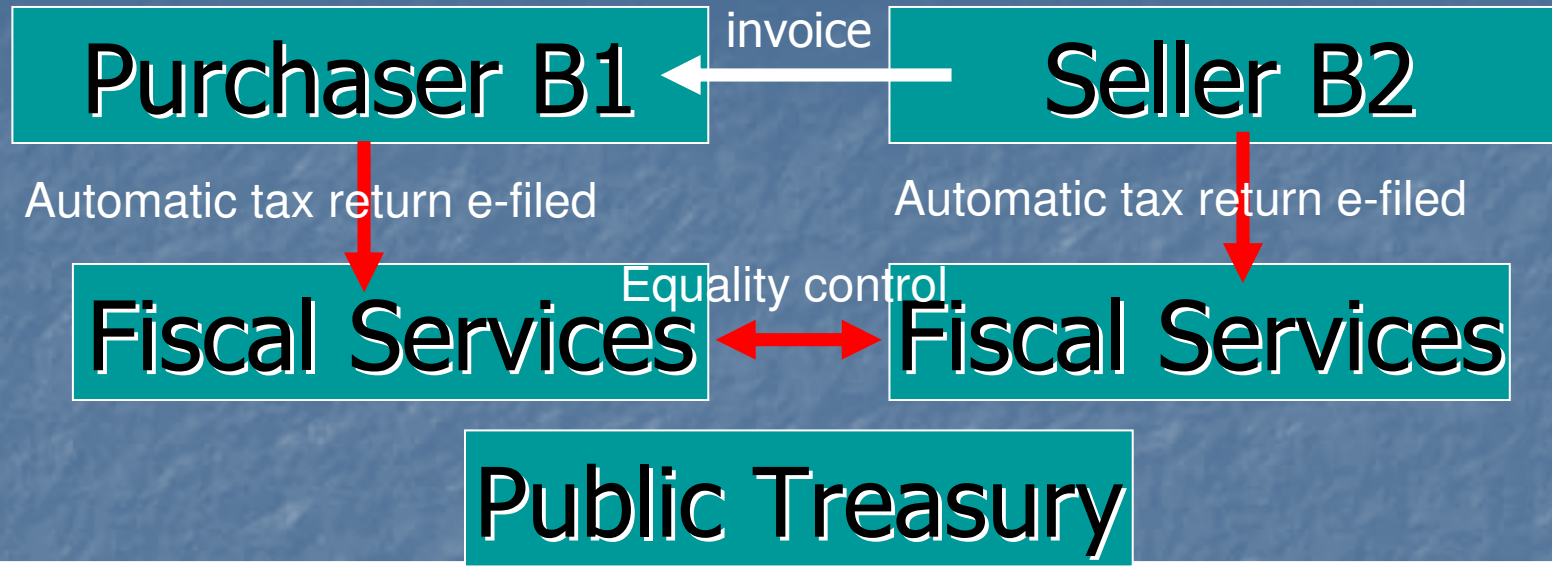 invoice
Purchaser B1
Seller B2
Automatic tax return e-filed
Automatic tax return e-filed
Equality control
Fiscal Services
Fiscal Services
Public Treasury